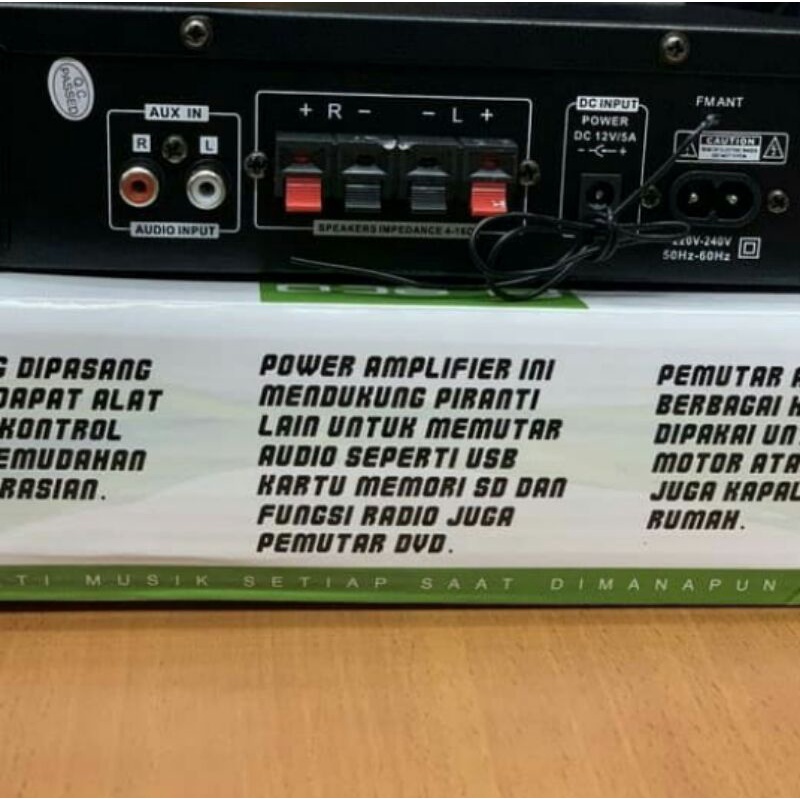 Q.C.
PASSED
AUX IN
R
L
AUDIO INPUT
+ R - - L +
SPEAKERS IMPEDANCE 4-16
DC INPUT
POWER
DC 12V/5A
- +
FM ANT
CAUTION
220V-240V
50Hz-60Hz
G DIPASANG
DAPAT ALAT
KONTROL
EMUDAHAN
RASIAN.
POWER AMPLIFIER INI
MENDUKUNG PIRANTI
LAIN UNTUK MEMUTAR
AUDIO SEPERTI USB
KARTU MEMORI SD DAN
FUNGSI RADIO JUGA
PEMUTAR DVD.
PEMUTAR A
BERBAGAI K
DIPAKAI UN
MOTOR ATA
JUGA KAPAL
RUMAH.
TI MUSIK SETIAP SAAT DIMANAPUN